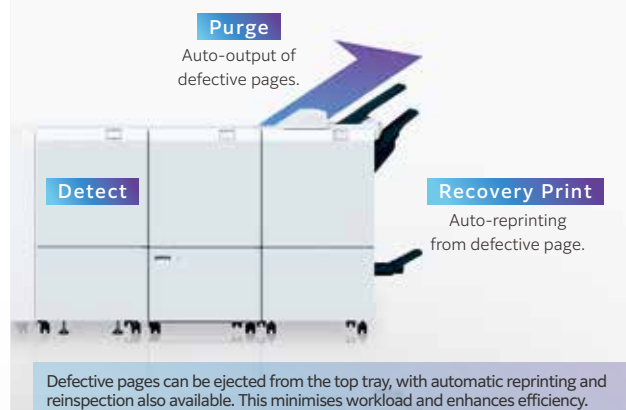 Purge
Auto-output of
defective pages.
Detect
Recovery Print
Auto-reprinting
from defective page.
Defective pages can be ejected from the top tray, with automatic reprinting and
reinspection also available. This minimises workload and enhances efficiency.